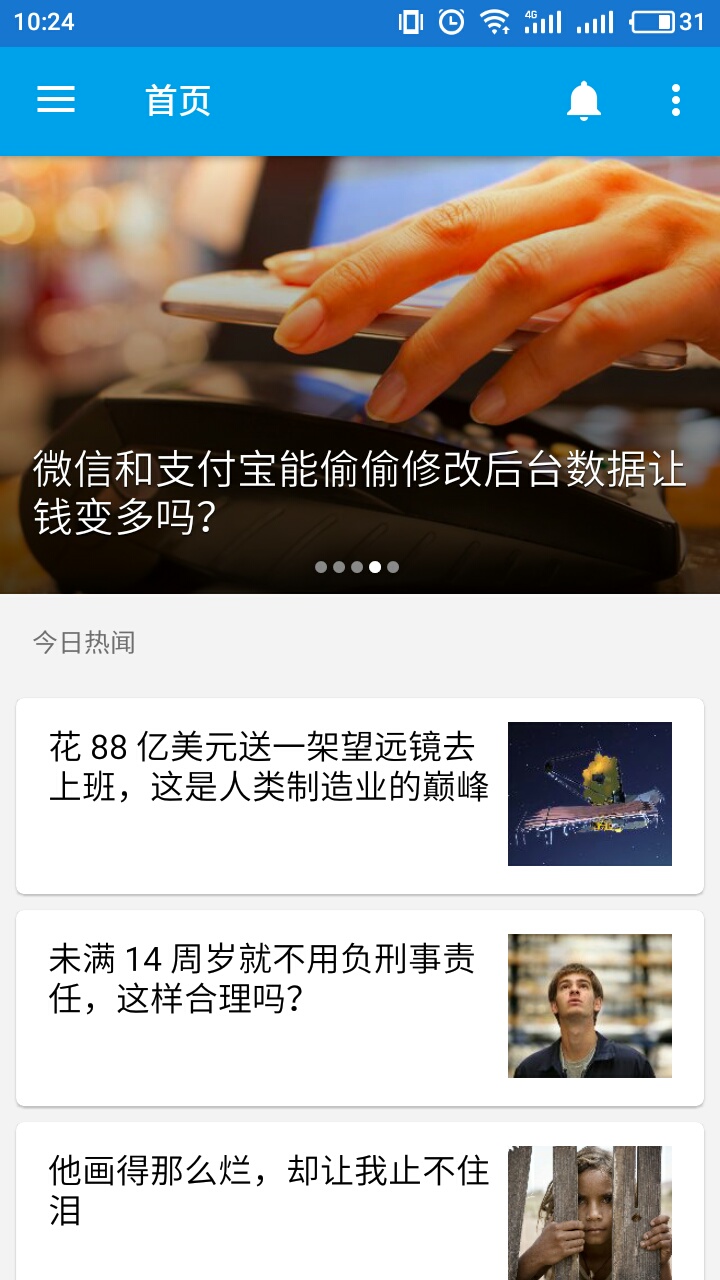 10:24
4G
31
首页
微信和支付宝能偷偷修改后台数据让
钱变多吗？
今日热闻
花 88 亿美元送一架望远镜去
上班，这是人类制造业的巅峰
未满 14 周岁就不用负刑事责
任，这样合理吗？
他画得那么烂，却让我止不住
泪